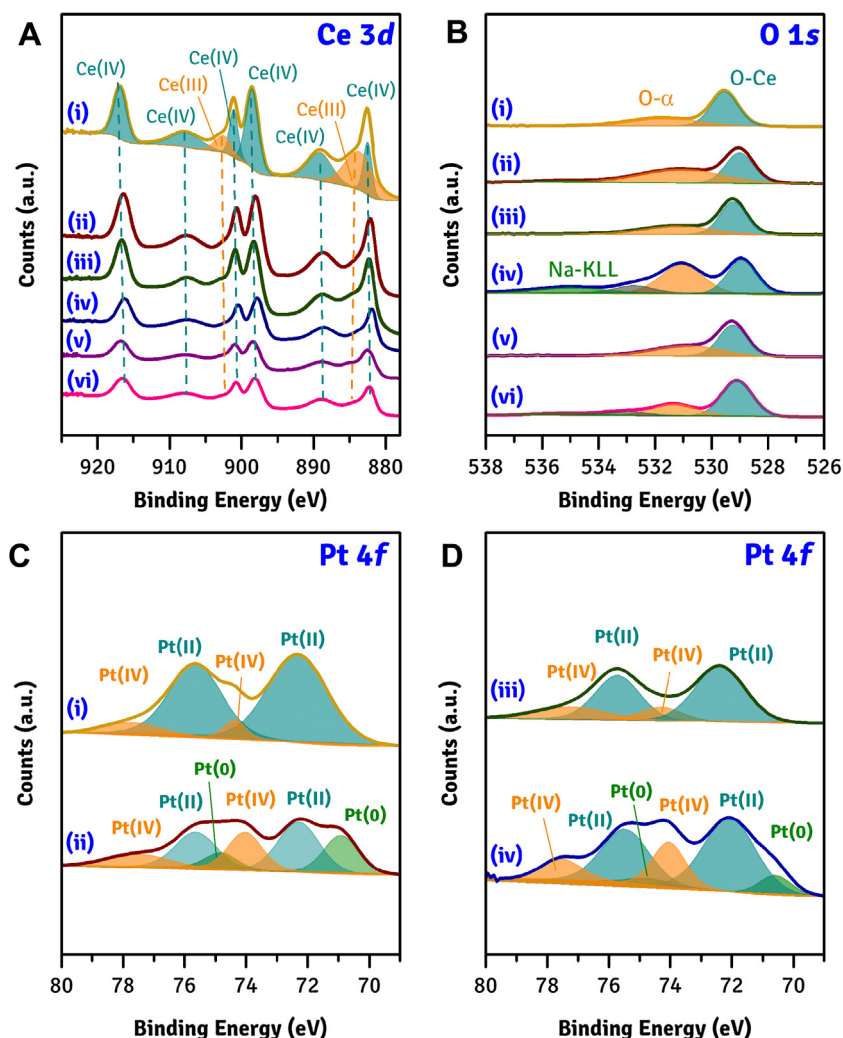 A
Ce 3d
Ce(IV)
Ce(IV)
Ce(III)
Ce(IV)
Ce(IV)
Ce(IV)
Ce(III)
Ce(IV)
(i)
(ii)
(iii)
(iv)
(v)
(vi)
Counts (a.u.)
920 910 900 890 880
Binding Energy (eV)
B
O 1s
O-α
O-Ce
(i)
(ii)
(iii)
Na-KLL
(iv)
(v)
(vi)
Counts (a.u.)
538 536 534 532 530 528 526
Binding Energy (eV)
C
Pt 4f
Pt(IV)
Pt(II)
Pt(IV)
Pt(II)
(i)
Pt(IV)
Pt(II)
Pt(0)
Pt(IV)
Pt(II)
Pt(0)
(ii)
Counts (a.u.)
80 78 76 74 72 70
Binding Energy (eV)
D
Pt 4f
Pt(IV)
Pt(II)
Pt(IV)
Pt(II)
(iii)
Pt(IV)
Pt(II)
Pt(0)
Pt(IV)
Pt(II)
Pt(0)
(iv)
Counts (a.u.)
80 78 76 74 72 70
Binding Energy (eV)